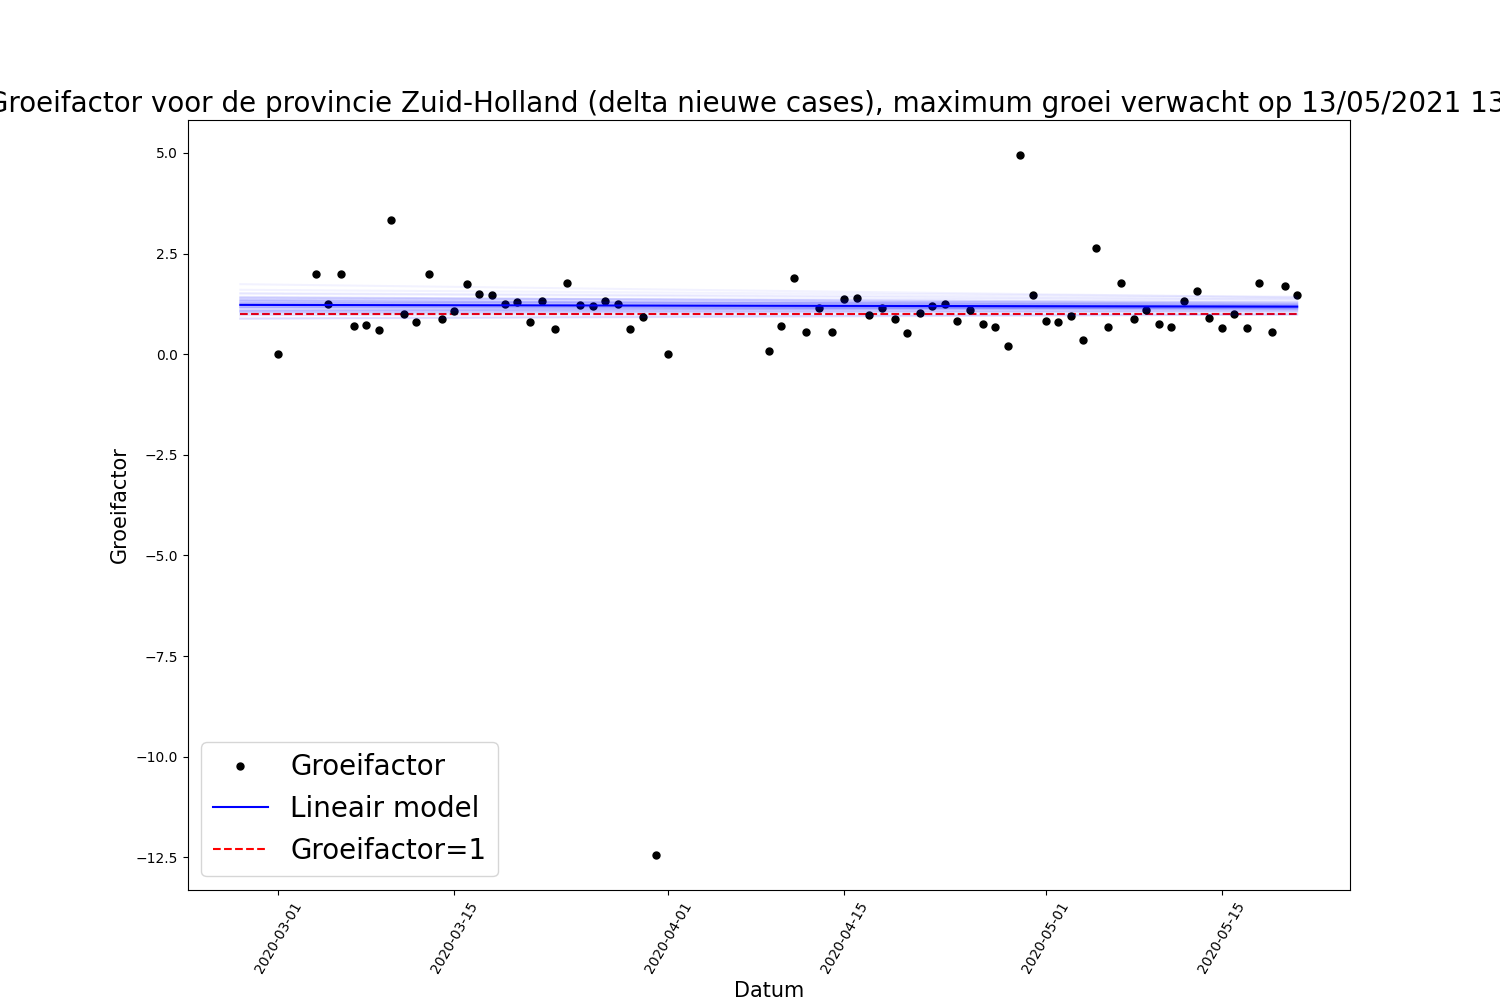 Groeifactor voor de provincie Zuid-Holland (delta nieuwe cases), maximum groei verwacht op 13/05/2021 13
5.0
2.5
0.0
−2.5
−5.0
−7.5
−10.0
−12.5
Groeifactor
Groeifactor
Lineair model
Groeifactor=1
2020-03-01
2020-03-15
2020-04-01
2020-04-15
2020-05-01
2020-05-15
Datum